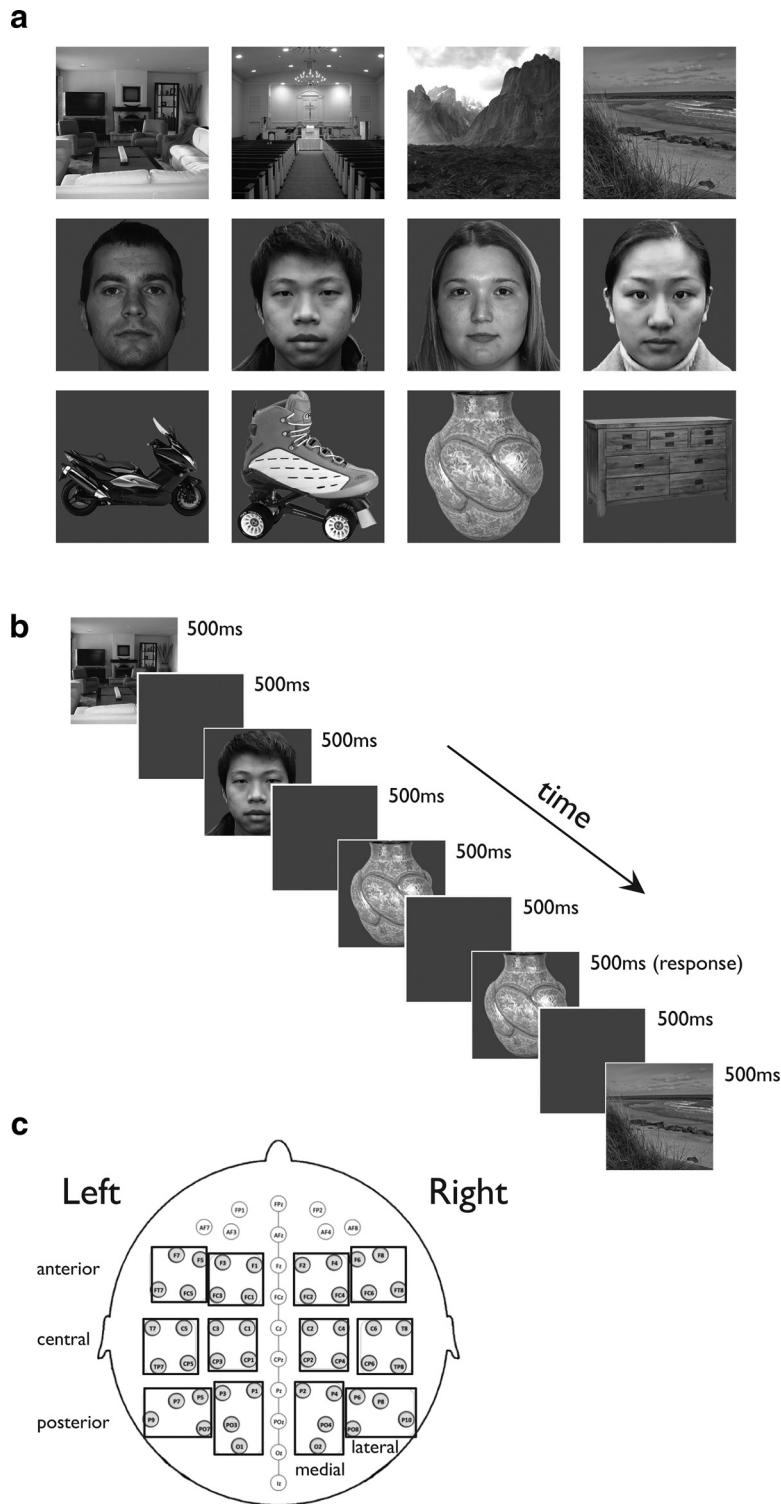 a
b
500ms
500ms
500ms
500ms
500ms
500ms
500ms (response)
500ms
500ms
time
c
Left Right
FPz
FP1 FP2
AF7 AF3 AFz AF4 AF8
anterior
F7 F5 F3 F1 Fz F2 F4 F6 F8
FT7 FC5 FC3 FC1 FCz FC2 FC4 FC6 FT8
central
T7 C5 C3 C1 Cz C2 C4 C6 T8
TP7 CP5 CP3 CP1 CPz CP2 CP4 CP6 TP8
posterior
P9 P7 P5 P3 P1 Pz P2 P4 P6 P8 P10
PO7 PO3 POz PO4 PO8
O1 Oz O2
lateral
medial
Iz